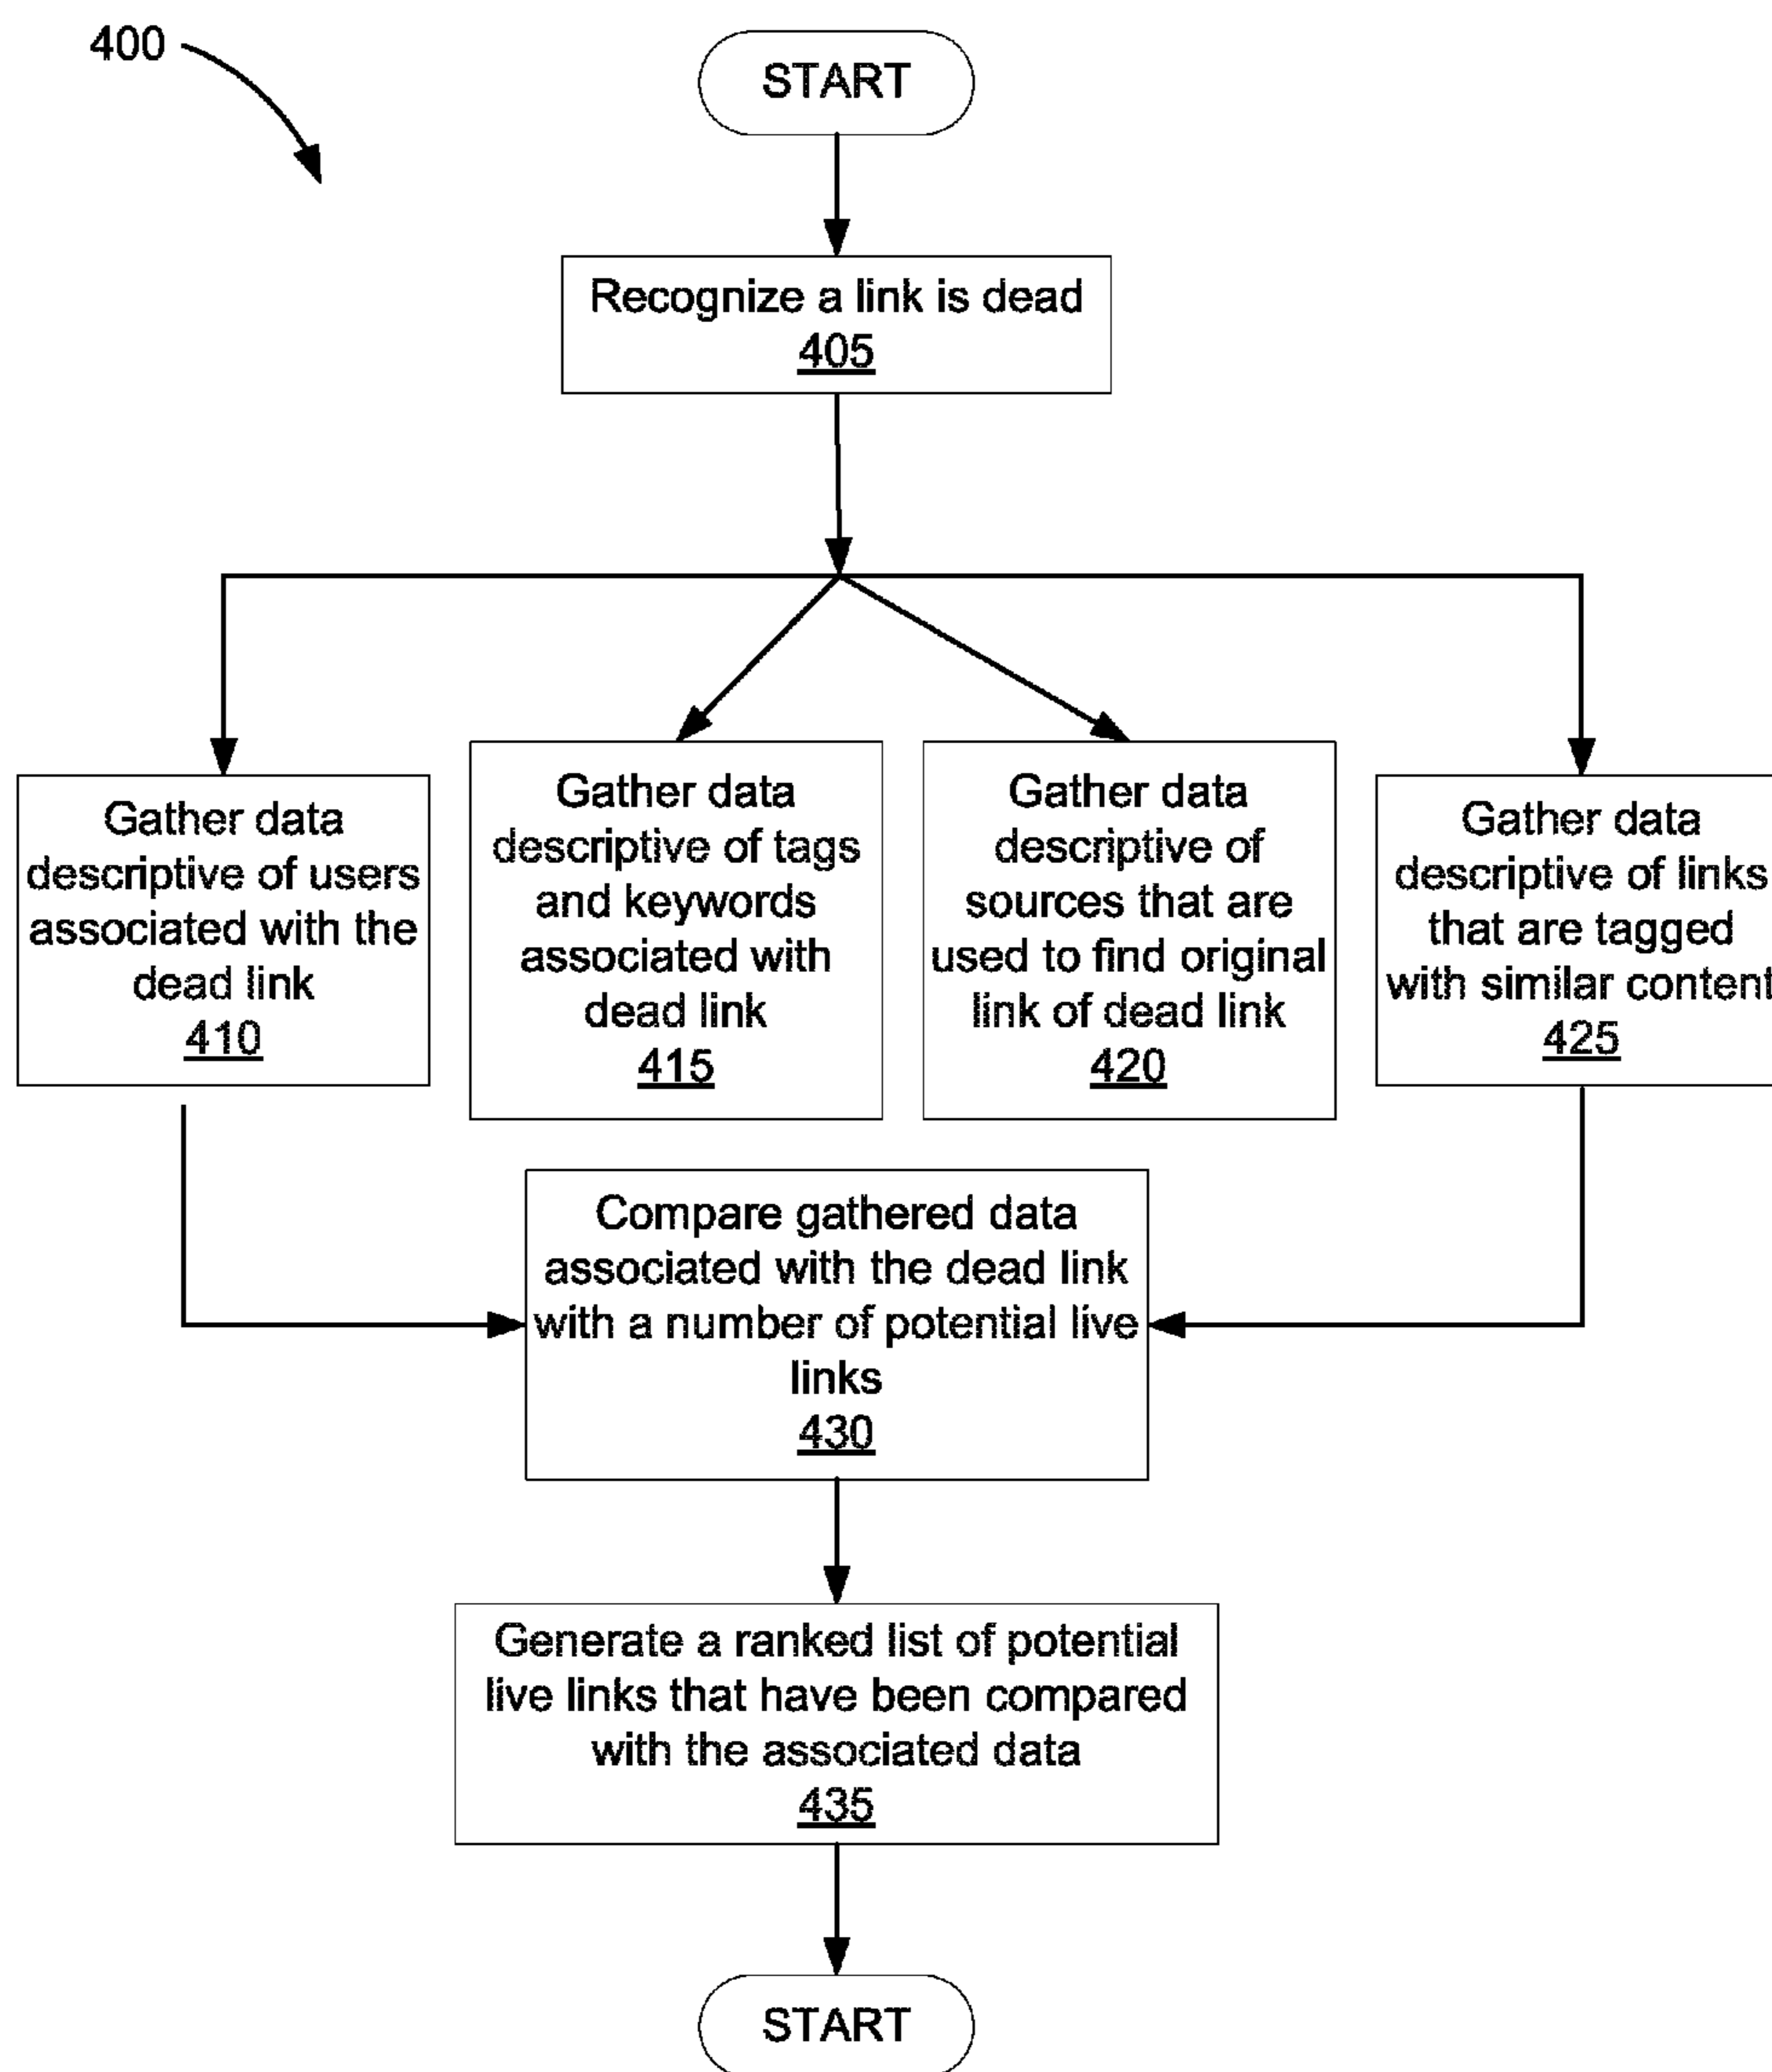 400
START
Recognize a link is dead
405
Gather data
descriptive of users
associated with the
dead link
410
Gather data
descriptive of tags
and keywords
associated with
dead link
415
Gather data
descriptive of
sources that are
used to find original
link of dead link
420
Gather data
descriptive of links
that are tagged
with similar content
425
Compare gathered data
associated with the dead link
with a number of potential live
links
430
Generate a ranked list of potential
live links that have been compared
with the associated data
435
START